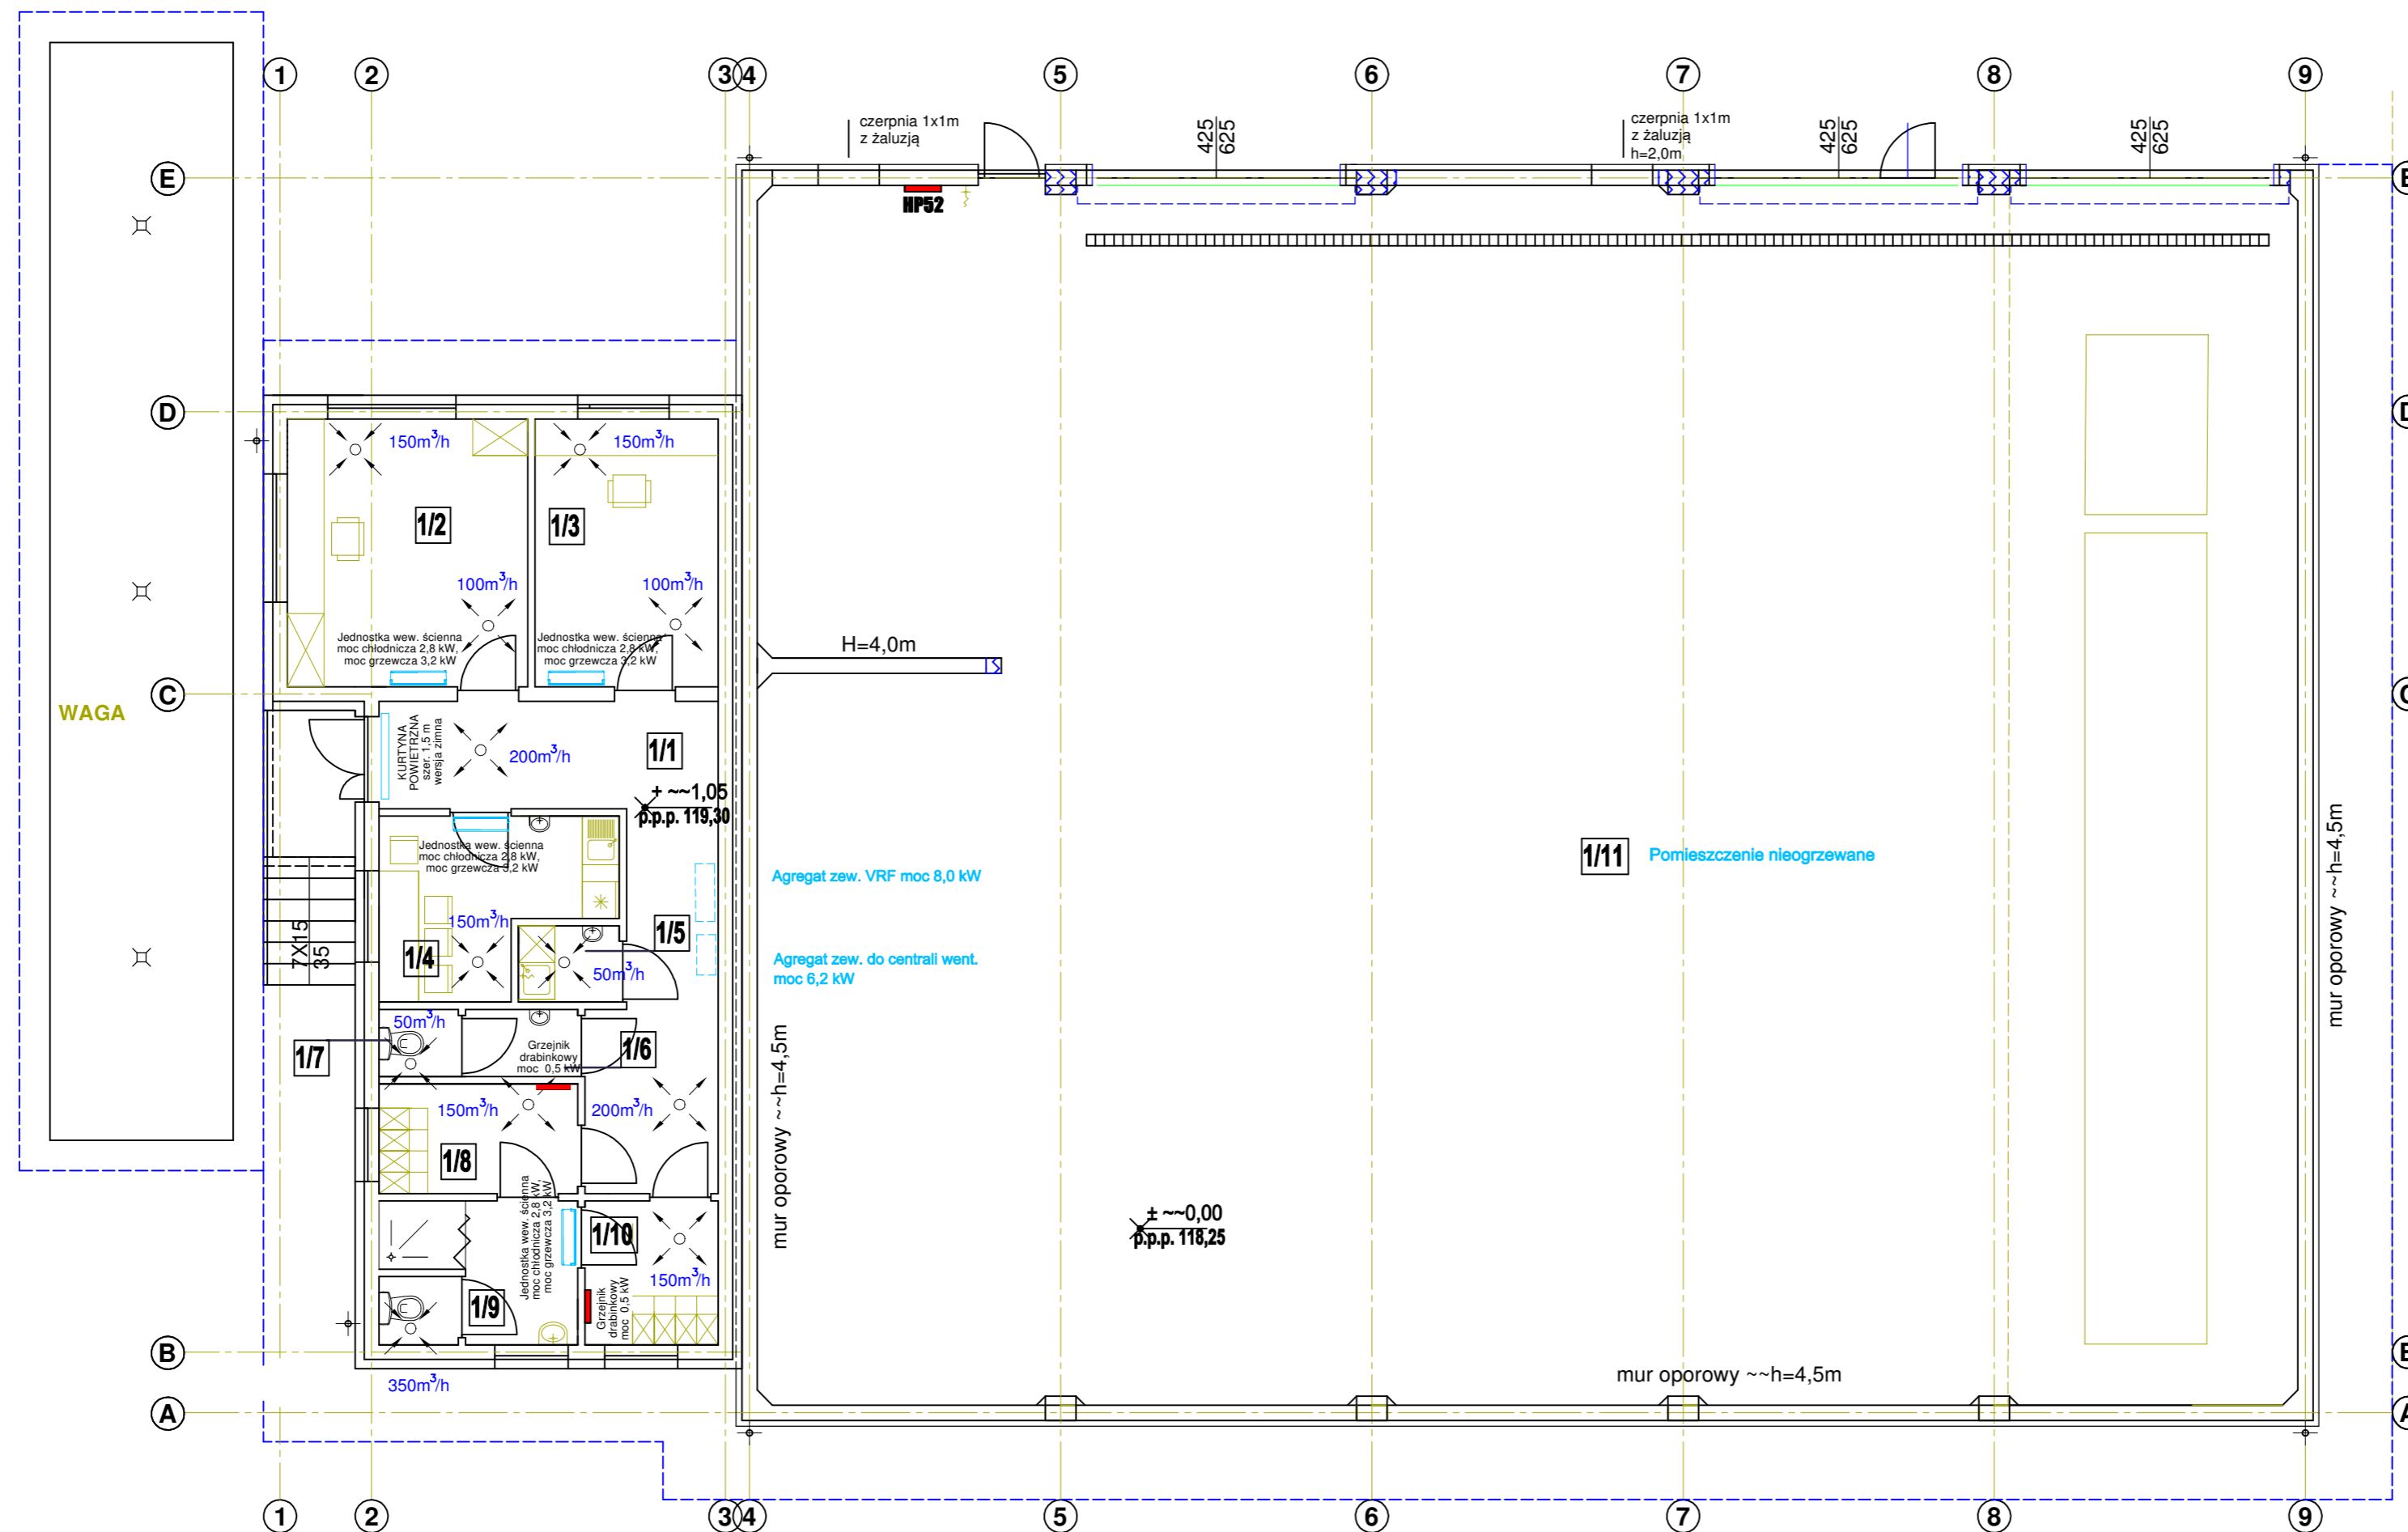 1 2 3 4 5 6 7 8 9
czerpnia 1x1m
z żaluzją
425
625
czerpnia 1x1m
z żaluzją
h=2,0m
425
625
425
625
E
E
HP52
D
D
150m³/h
150m³/h
1/2
1/3
100m³/h
100m³/h
Jednostka wew. ścienna
moc chłodnicza 2,8 kW,
moc grzewcza 3,2 kW
Jednostka wew. ścienna
moc chłodnicza 2,8 kW,
moc grzewcza 3,2 kW
H=4,0m
C
C
WAGA
KURTYNA
POWIETRZNA
szer. 1,5 m
wersja zimna
200m³/h
1/1
+ ~~1,05
p.p.p. 119,30
Jednostka wew. ścienna
moc chłodnicza 2,8 kW,
moc grzewcza 3,2 kW
Agregat zew. VRF moc 8,0 kW
1/11
Pomieszczenie nieogrzewane
mur oporowy ~~h=4,5m
150m³/h
1/5
1/4
7X15
35
50m³/h
Agregat zew. do centrali went.
moc 6,2 kW
50m³/h
1/7
Grzejnik
drabinkowy
moc 0,5 kW
1/6
mur oporowy ~~h=4,5m
150m³/h
200m³/h
1/8
Jednostka wew. ścienna
moc chłodnicza 2,8 kW,
moc grzewcza 3,2 kW
1/10
± ~~0,00
p.p.p. 118,25
150m³/h
1/9
Grzejnik
drabinkowy
moc 0,5 kW
B
B
350m³/h
mur oporowy ~~h=4,5m
A
A
1 2 3 4 5 6 7 8 9